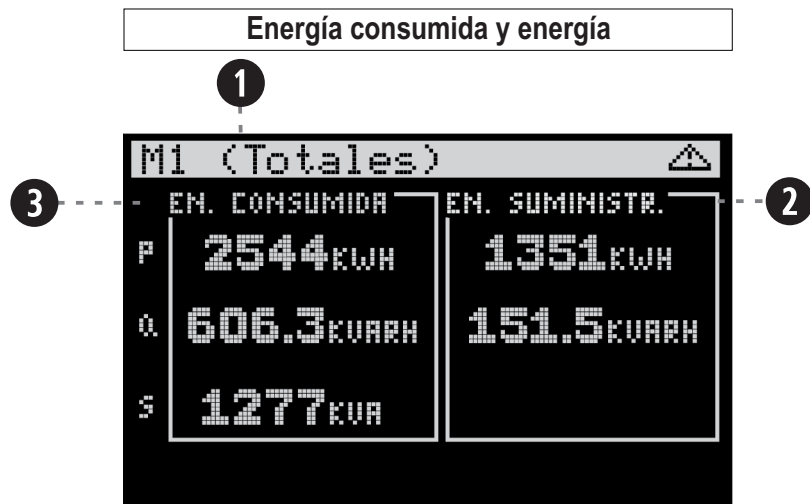 Energía consumida y energía
1
M1 (Totales)
3
EN. CONSUMIDA EN. SUMINISTR.
2
P 2544KWH 1351KWH
Q 606.3KVARH 151.5KVARH
S 1277KVA